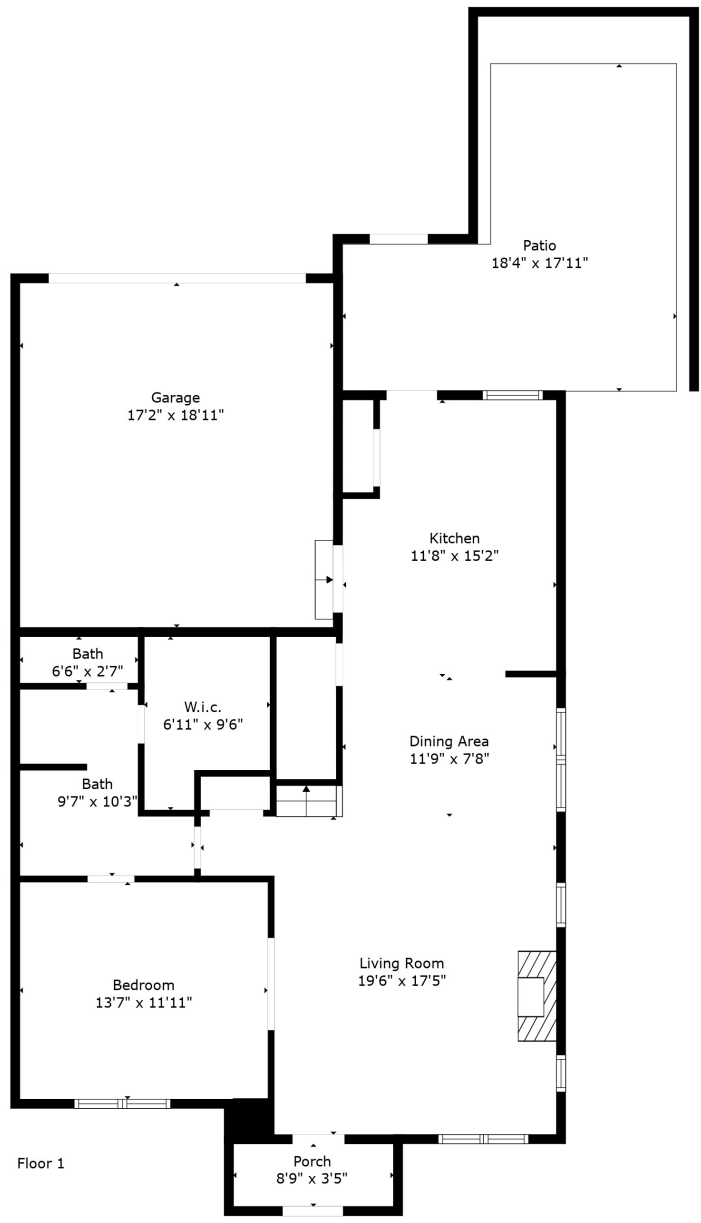 Patio
18'4" x 17'11"
Garage
17'2" x 18'11"
Kitchen
11'8" x 15'2"
Bath
6'6" x 2'7"
W.i.c.
6'11" x 9'6"
Dining Area
11'9" x 7'8"
Bath
9'7" x 10'3"
Living Room
19'6" x 17'5"
Bedroom
13'7" x 11'11"
Floor 1
Porch
8'9" x 3'5"